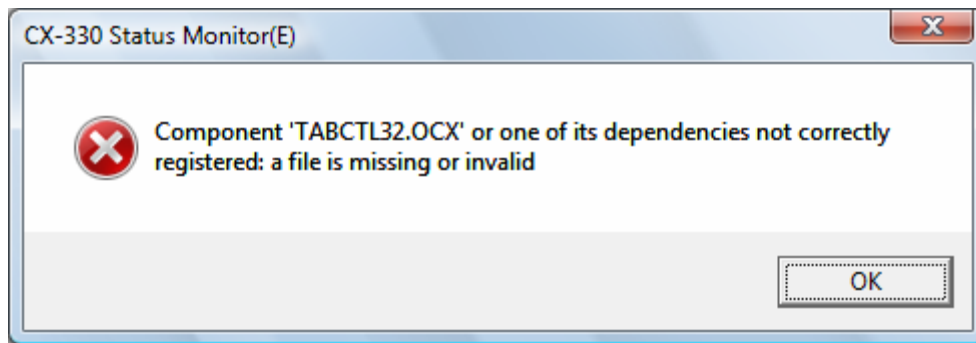 CX-330 Status Monitor(E)
Component 'TABCTL32.OCX' or one of its dependencies not correctly
registered: a file is missing or invalid
OK